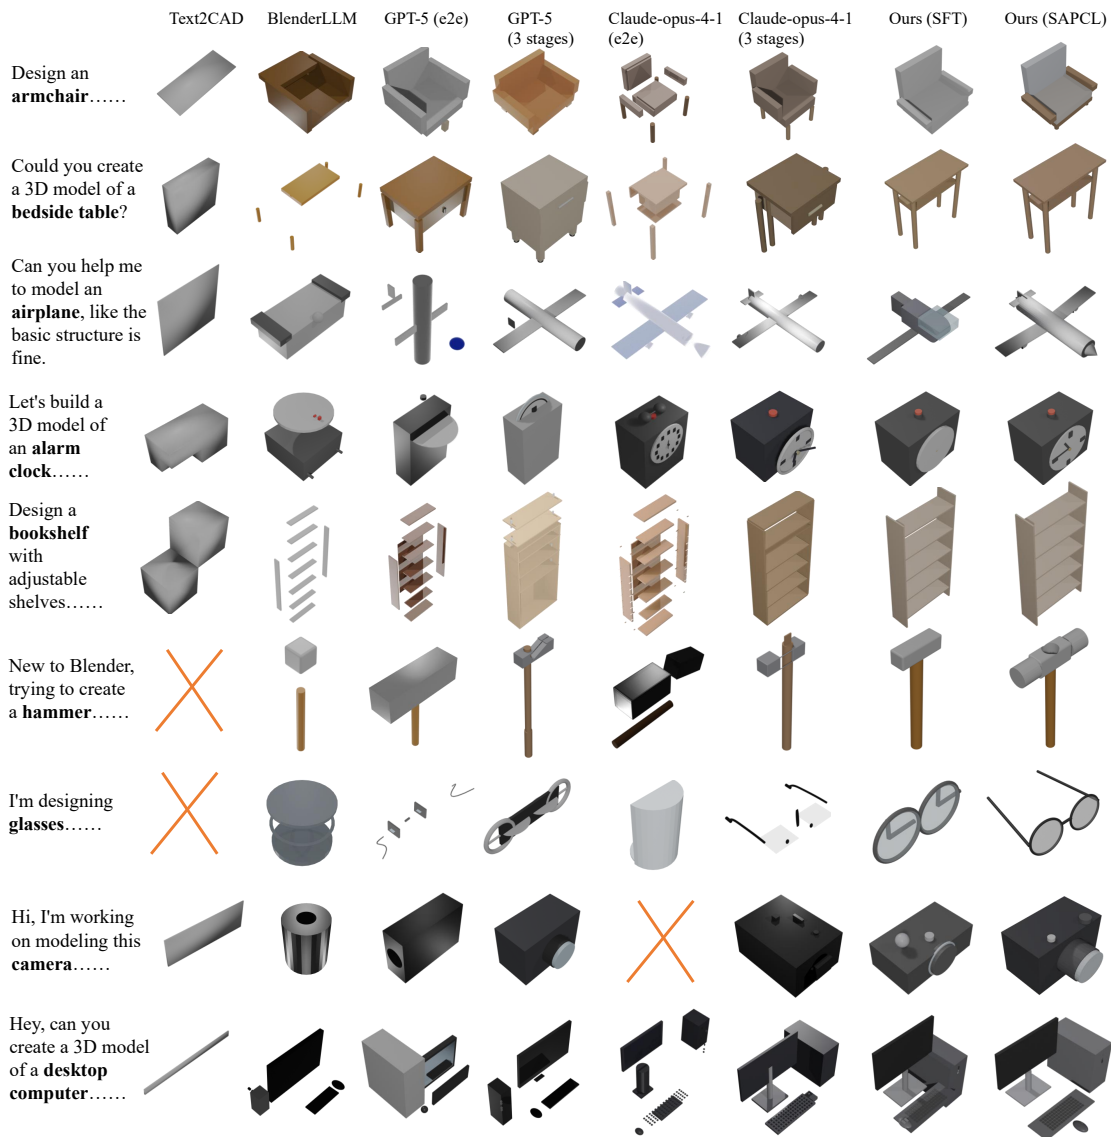 Text2CAD BlenderLLM GPT-5 (e2e) GPT-5 Claude-opus-4-1 Claude-opus-4-1 Ours (SFT) Ours (SAPCL)
(3 stages) (e2e) (3 stages)
Design an
armchair……
Could you create
a 3D model of a
bedside table?
Can you help me
to model an
airplane, like the
basic structure is
fine.
Let's build a
3D model of
an alarm
clock……
Design a
bookshelf
with
adjustable
shelves……
New to Blender,
trying to create
a hammer……
I'm designing
glasses……
Hi, I'm working
on modeling this
camera……
Hey, can you
create a 3D model
of a desktop
computer……